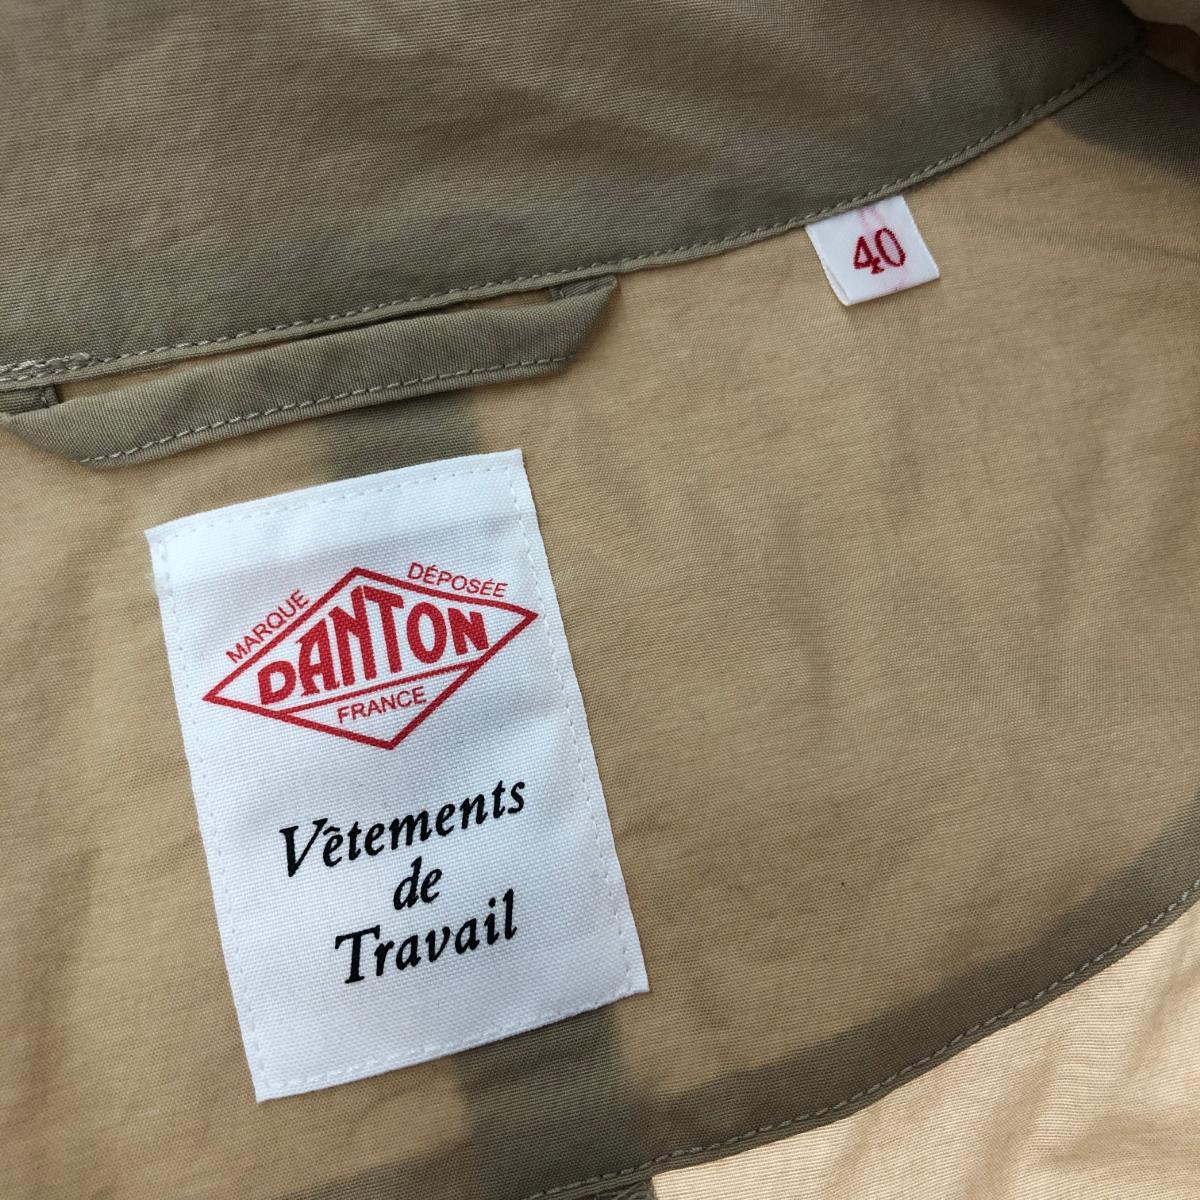 40
MARQUE DÉPOSÉE
DANTON
FRANCE
Vêtements
de
Travail